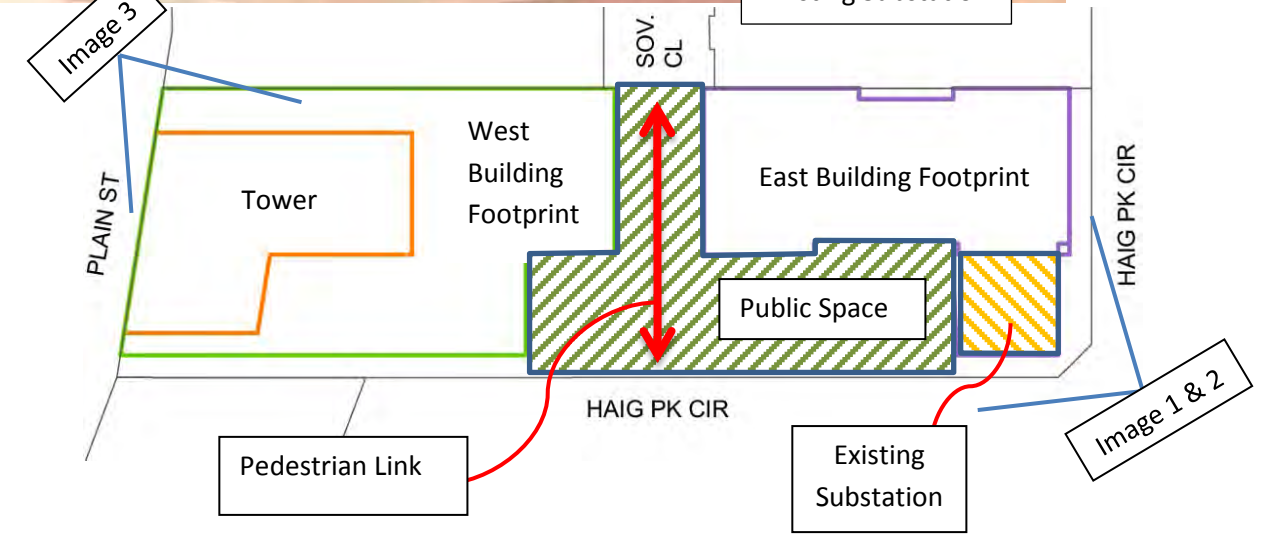 Image 3
SOV.
CL
West
Building
Footprint
Tower
East Building Footprint
PLAIN ST
HAIG PK CIR
Public Space
HAIG PK CIR
Pedestrian Link
Existing
Substation
Image 1 & 2